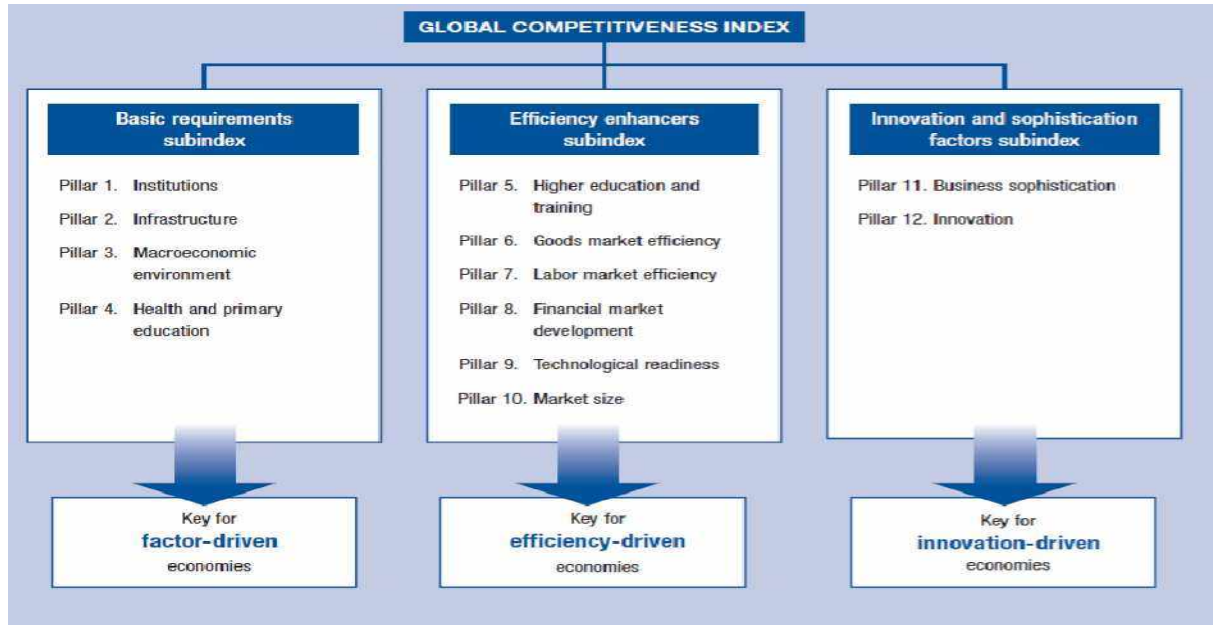 GLOBAL COMPETITIVENESS INDEX
Basic requirements
subindex
Pillar 1. Institutions
Pillar 2. Infrastructure
Pillar 3. Macroeconomic
environment
Pillar 4. Health and primary
education
Key for
factor-driven
economies
Efficiency enhancers
subindex
Pillar 5. Higher education and
training
Pillar 6. Goods market efficiency
Pillar 7. Labor market efficiency
Pillar 8. Financial market
development
Pillar 9. Technological readiness
Pillar 10. Market size
Key for
efficiency-driven
economies
Innovation and sophistication
factors subindex
Pillar 11. Business sophistication
Pillar 12. Innovation
Key for
innovation-driven
economies